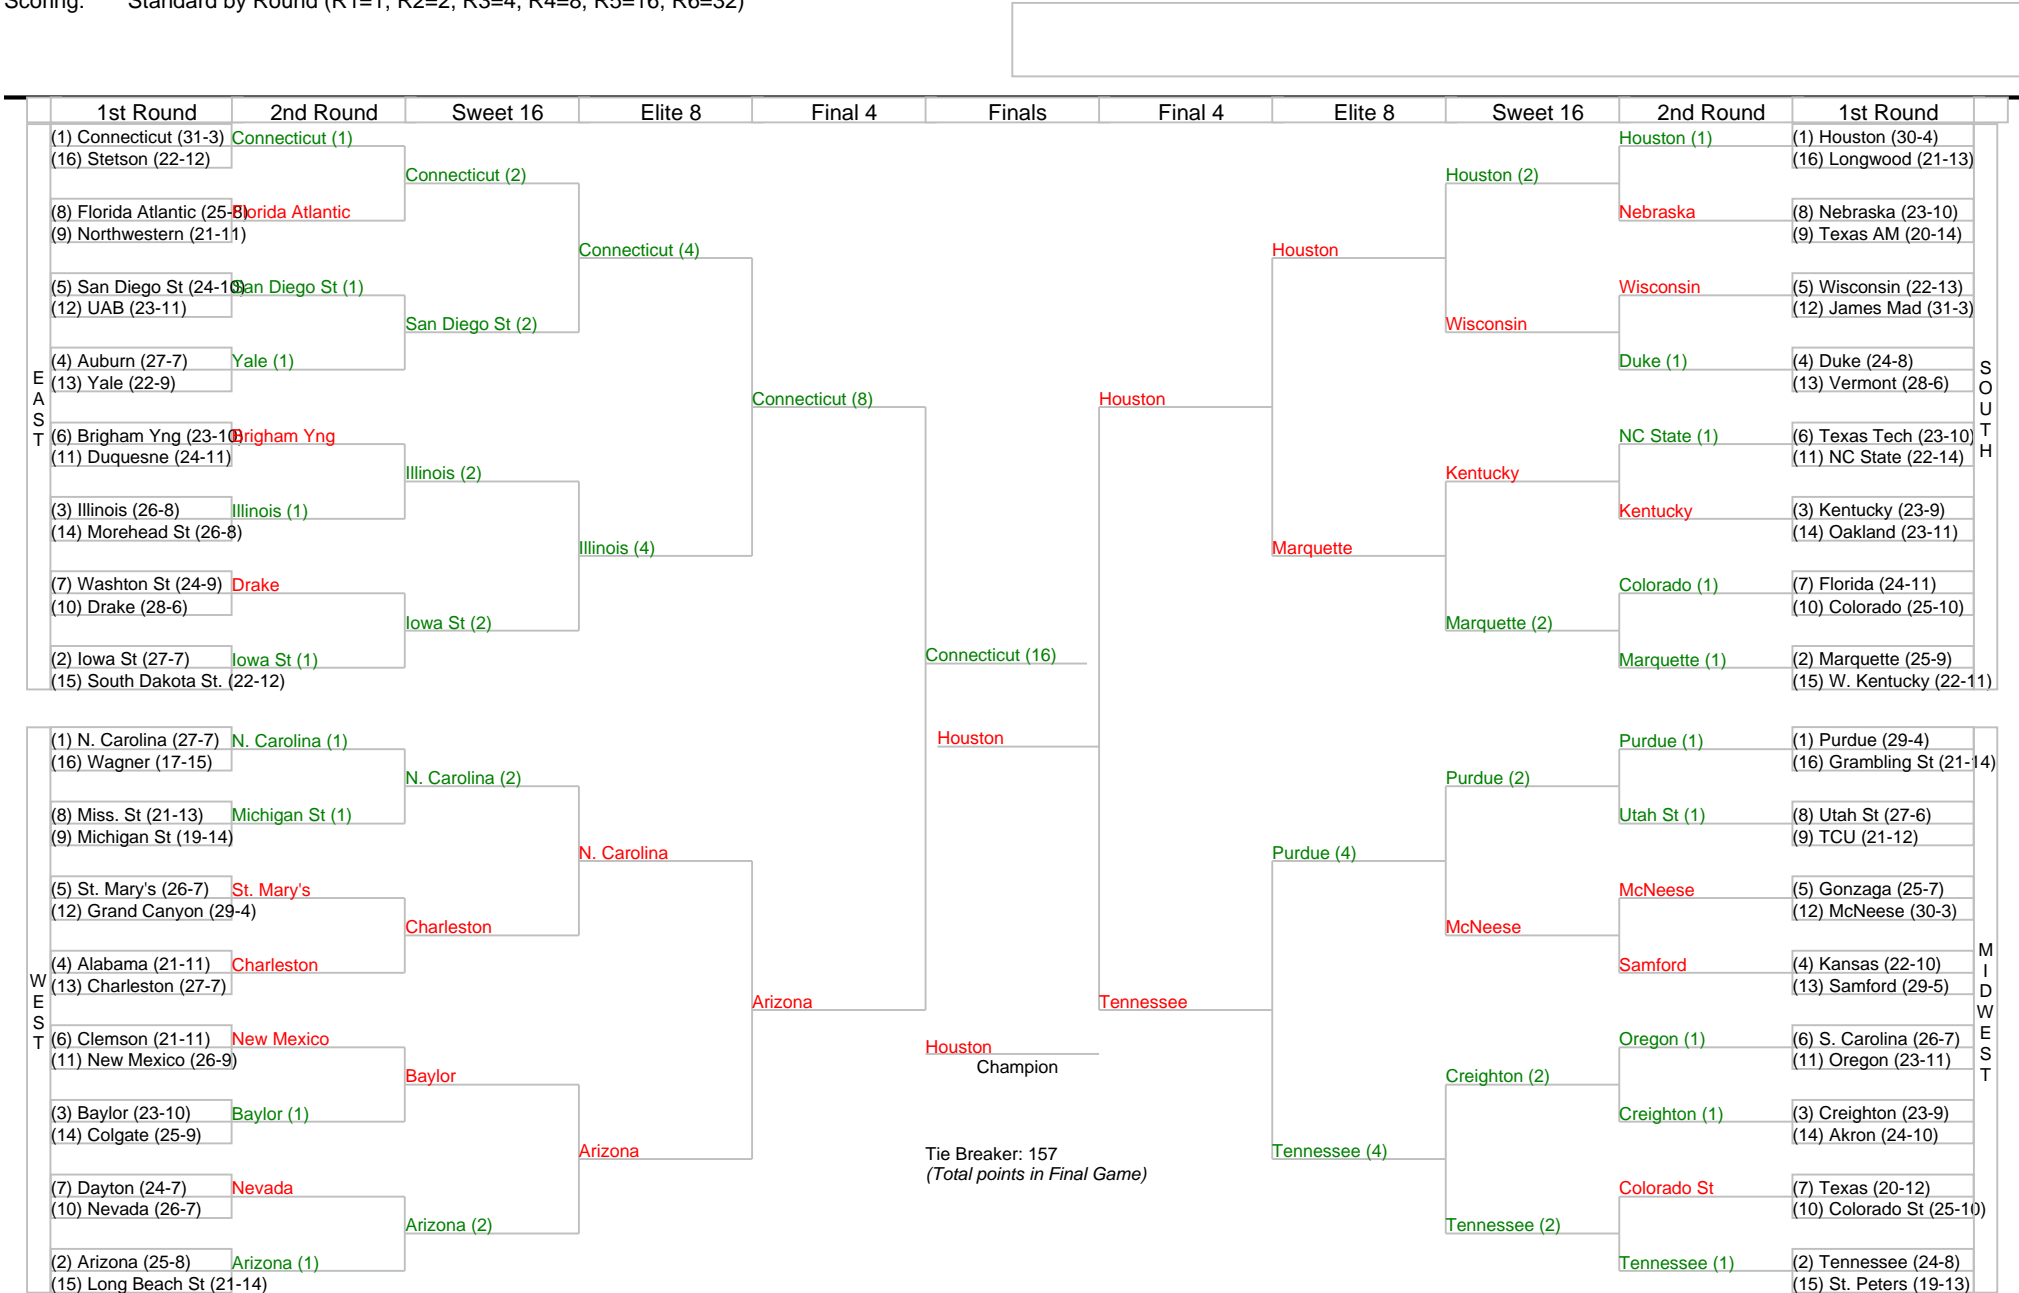 Scoring: Standard by Round (R1=1, R2=2, R3=4, R4=8, R5=16, R6=32)
1st Round 2nd Round Sweet 16 Elite 8 Final 4 Finals Final 4 Elite 8 Sweet 16 2nd Round 1st Round
EAST
(1) Connecticut (31-3)
(16) Stetson (22-12)
(8) Florida Atlantic (25-8)
(9) Northwestern (21-11)
(5) San Diego St (24-10)
(12) UAB (23-11)
(4) Auburn (27-7)
(13) Yale (22-9)
(6) Brigham Yng (23-10)
(11) Duquesne (24-11)
(3) Illinois (26-8)
(14) Morehead St (26-8)
(7) Washton St (24-9)
(10) Drake (28-6)
(2) Iowa St (27-7)
(15) South Dakota St. (22-12)
Connecticut (1)
Florida Atlantic
San Diego St (1)
Yale (1)
Brigham Yng
Illinois (1)
Drake
Iowa St (1)
Connecticut (2)
San Diego St (2)
Illinois (2)
Iowa St (2)
Connecticut (4)
Illinois (4)
Connecticut (8)
WEST
(1) N. Carolina (27-7)
(16) Wagner (17-15)
(8) Miss. St (21-13)
(9) Michigan St (19-14)
(5) St. Mary's (26-7)
(12) Grand Canyon (29-4)
(4) Alabama (21-11)
(13) Charleston (27-7)
(6) Clemson (21-11)
(11) New Mexico (26-9)
(3) Baylor (23-10)
(14) Colgate (25-9)
(7) Dayton (24-7)
(10) Nevada (26-7)
(2) Arizona (25-8)
(15) Long Beach St (21-14)
N. Carolina (1)
Michigan St (1)
St. Mary's
Charleston
New Mexico
Baylor (1)
Nevada
Arizona (1)
N. Carolina (2)
Charleston
Baylor
Arizona (2)
N. Carolina
Arizona
Arizona
Connecticut (16)
Houston
Houston
Champion
Tie Breaker: 157
(Total points in Final Game)
Houston
Houston
Marquette
Houston (2)
Wisconsin
Kentucky
Marquette (2)
Houston (1)
Nebraska
Wisconsin
Duke (1)
NC State (1)
Kentucky
Colorado (1)
Marquette (1)
(1) Houston (30-4)
(16) Longwood (21-13)
(8) Nebraska (23-10)
(9) Texas AM (20-14)
(5) Wisconsin (22-13)
(12) James Mad (31-3)
(4) Duke (24-8)
(13) Vermont (28-6)
(6) Texas Tech (23-10)
(11) NC State (22-14)
(3) Kentucky (23-9)
(14) Oakland (23-11)
(7) Florida (24-11)
(10) Colorado (25-10)
(2) Marquette (25-9)
(15) W. Kentucky (22-11)
SOUTH
Tennessee
Purdue (4)
Tennessee (4)
Purdue (2)
McNeese
Creighton (2)
Tennessee (2)
Purdue (1)
Utah St (1)
McNeese
Samford
Oregon (1)
Creighton (1)
Colorado St
Tennessee (1)
(1) Purdue (29-4)
(16) Grambling St (21-14)
(8) Utah St (27-6)
(9) TCU (21-12)
(5) Gonzaga (25-7)
(12) McNeese (30-3)
(4) Kansas (22-10)
(13) Samford (29-5)
(6) S. Carolina (26-7)
(11) Oregon (23-11)
(3) Creighton (23-9)
(14) Akron (24-10)
(7) Texas (20-12)
(10) Colorado St (25-10)
(2) Tennessee (24-8)
(15) St. Peters (19-13)
MIDWEST